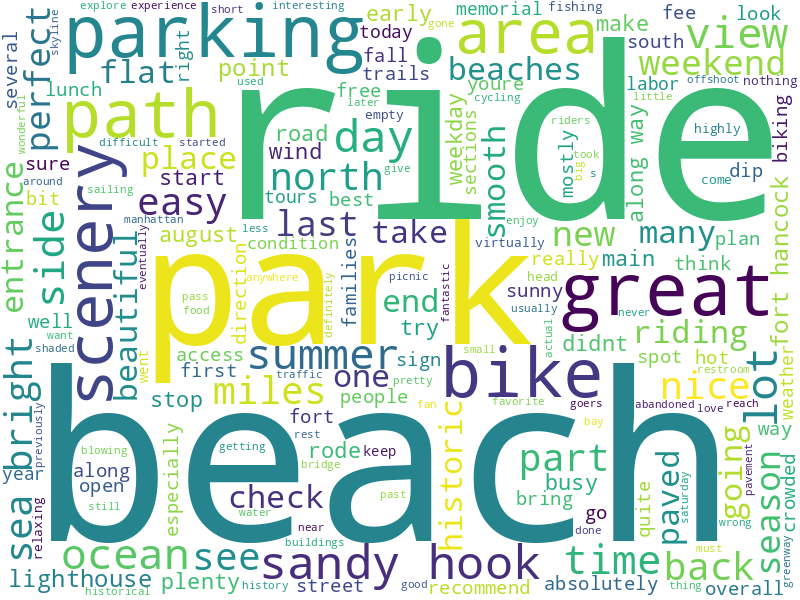 explore experience short interesting
several skyline parking right today early memorial fishing fee look
fall gone area make south view
perfect flat point trails beaches weekend
wonderful lunch used free youre offshoot labor nothing
path later empty cycling little
ride
difficult started road day weekday sections smooth riders highly biking
scenery sure place wind give mostly big took s along way come dip
around start north tours best
entrance bit sailing easy less last take enjoy new many plan
side manhattan august condition families virtually
beautiful eventually anywhere park really main think fort hancock
well direction picnic end head sunny great
pass food definitely try fantastic usually never
want access summer sign small actual didnt riding
shaded went first traffic pretty bike spot hot weather
sea bright miles one fan favorite nice restroom lot
stop people goers abandoned love reach
previously year blowing fort historic bay way
along getting rest rode keep part going season crowded
open bridge beach busy paved pavement
relaxing especially check past bring quite saturday
still water near go done wrong
ocean see buildings sandy hook time back greenway
lighthouse plenty street good absolutely must overall
historical history recommend thing